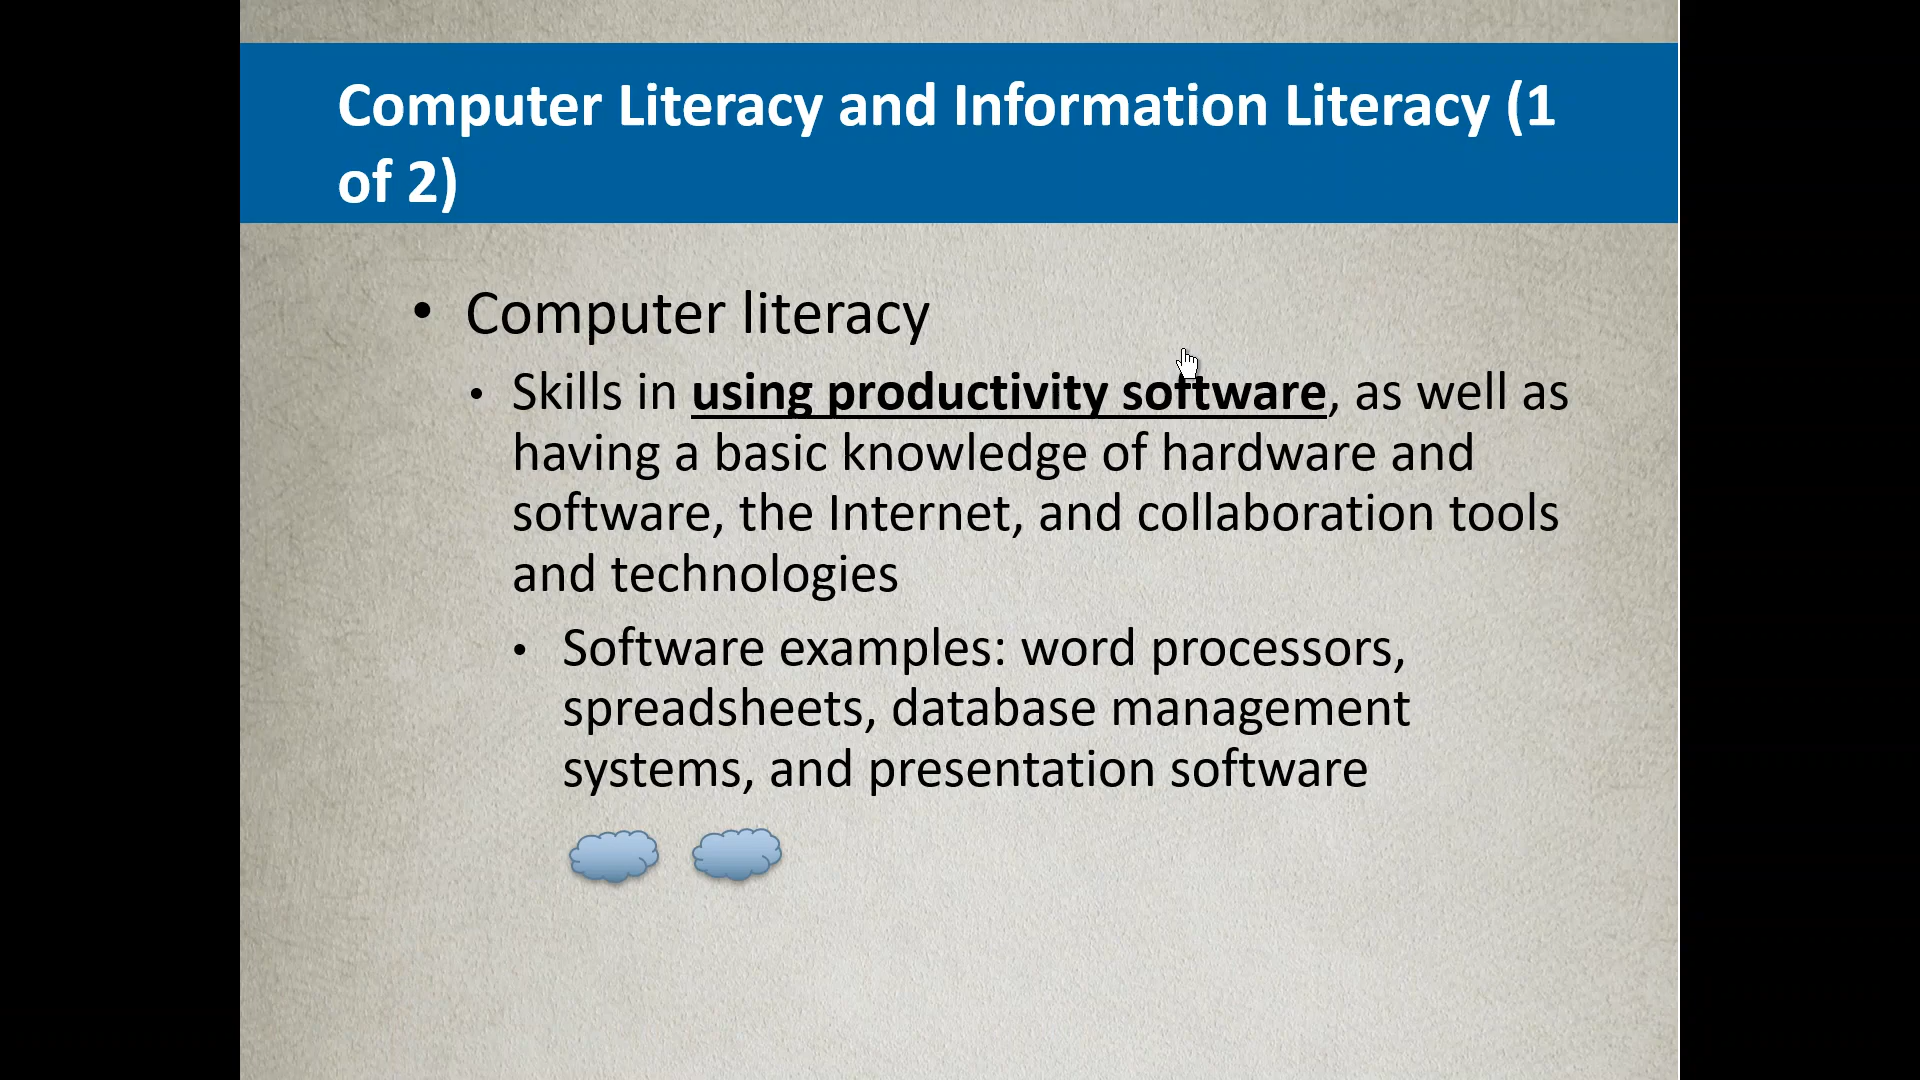 Computer Literacy and Information Literacy (1
of 2)
• Computer literacy
• Skills in using productivity software, as well as
having a basic knowledge of hardware and
software, the Internet, and collaboration tools
and technologies
• Software examples: word processors,
spreadsheets, database management
systems, and presentation software